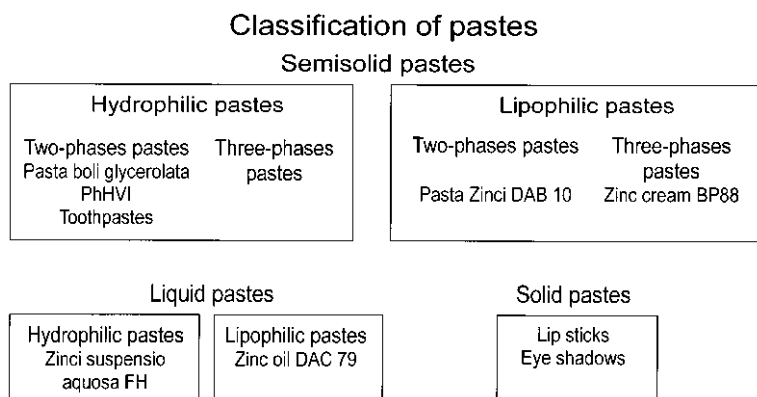 Classification of pastes
Semisolid pastes
Hydrophilic pastes
Two-phases pastes
Pasta boli glycerolata
PhHVI
Toothpastes
Three-phases
pastes
Lipophilic pastes
Two-phases pastes
Pasta Zinci DAB 10
Three-phases
pastes
Zinc cream BP88
Liquid pastes
Hydrophilic pastes
Zinci suspensio
aquosa FH
Lipophilic pastes
Zinc oil DAC 79
Solid pastes
Lip sticks
Eye shadows